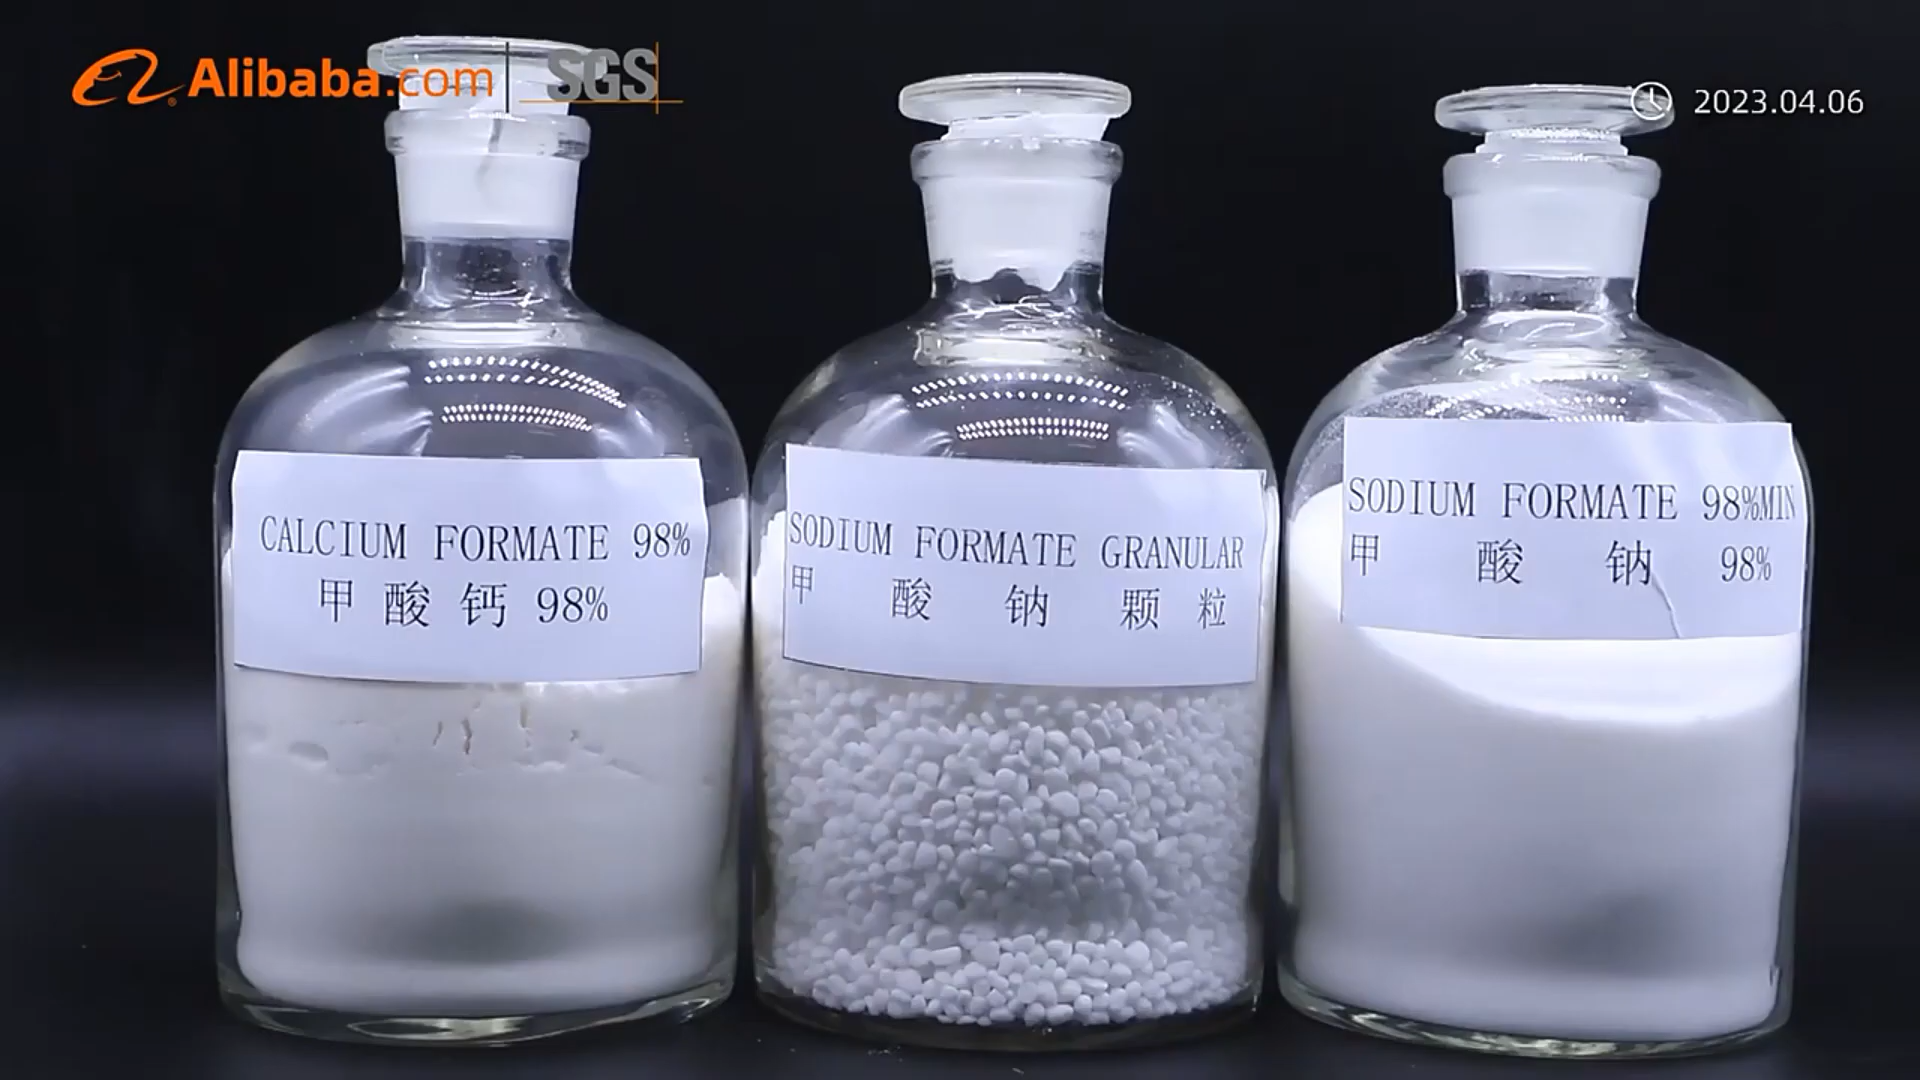 Alibaba.com | SGS
2023.04.06
CALCIUM FORMATE 98%
甲酸钙 98%
SODIUM FORMATE GRANULAR
甲酸钠颗粒
SODIUM FORMATE 98%MIN
甲酸钠 98%